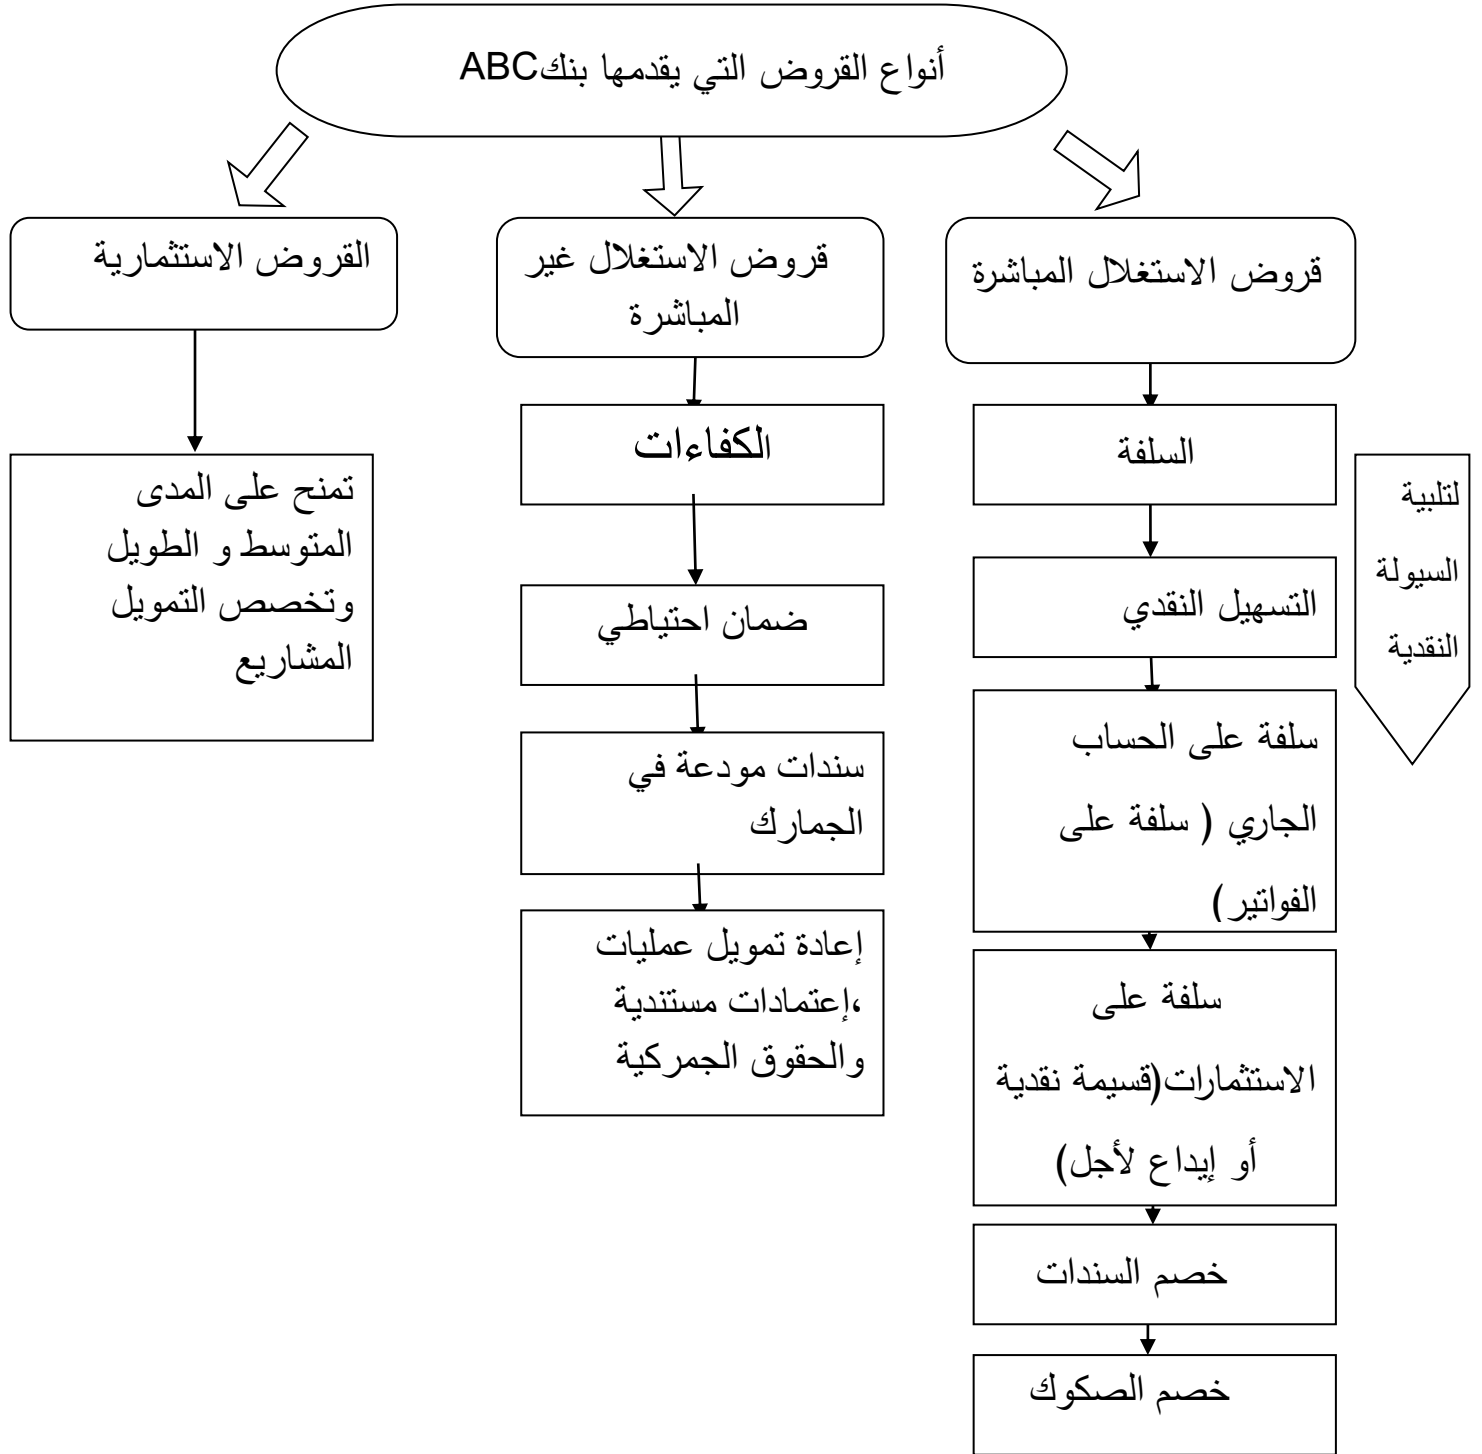 أنواع القروض التي يقدمها بنكABC
قروض الاستغلال المباشرة
قروض الاستغلال غير
المباشرة
القروض الاستثمارية
لتلبية
السيولة
النقدية
السلفة
التسهيل النقدي
سلفة على الحساب
الجاري ( سلفة على
الفواتير)
سلفة على
الاستثمارات(قسيمة نقدية
أو إيداع لأجل)
خصم السندات
خصم الصكوك
الكفاءات
ضمان احتياطي
سندات مودعة في
الجمارك
إعادة تمويل عمليات
،إعتمادات مستندية
والحقوق الجمركية
تمنح على المدى
المتوسط و الطويل
وتخصص التمويل
المشاريع